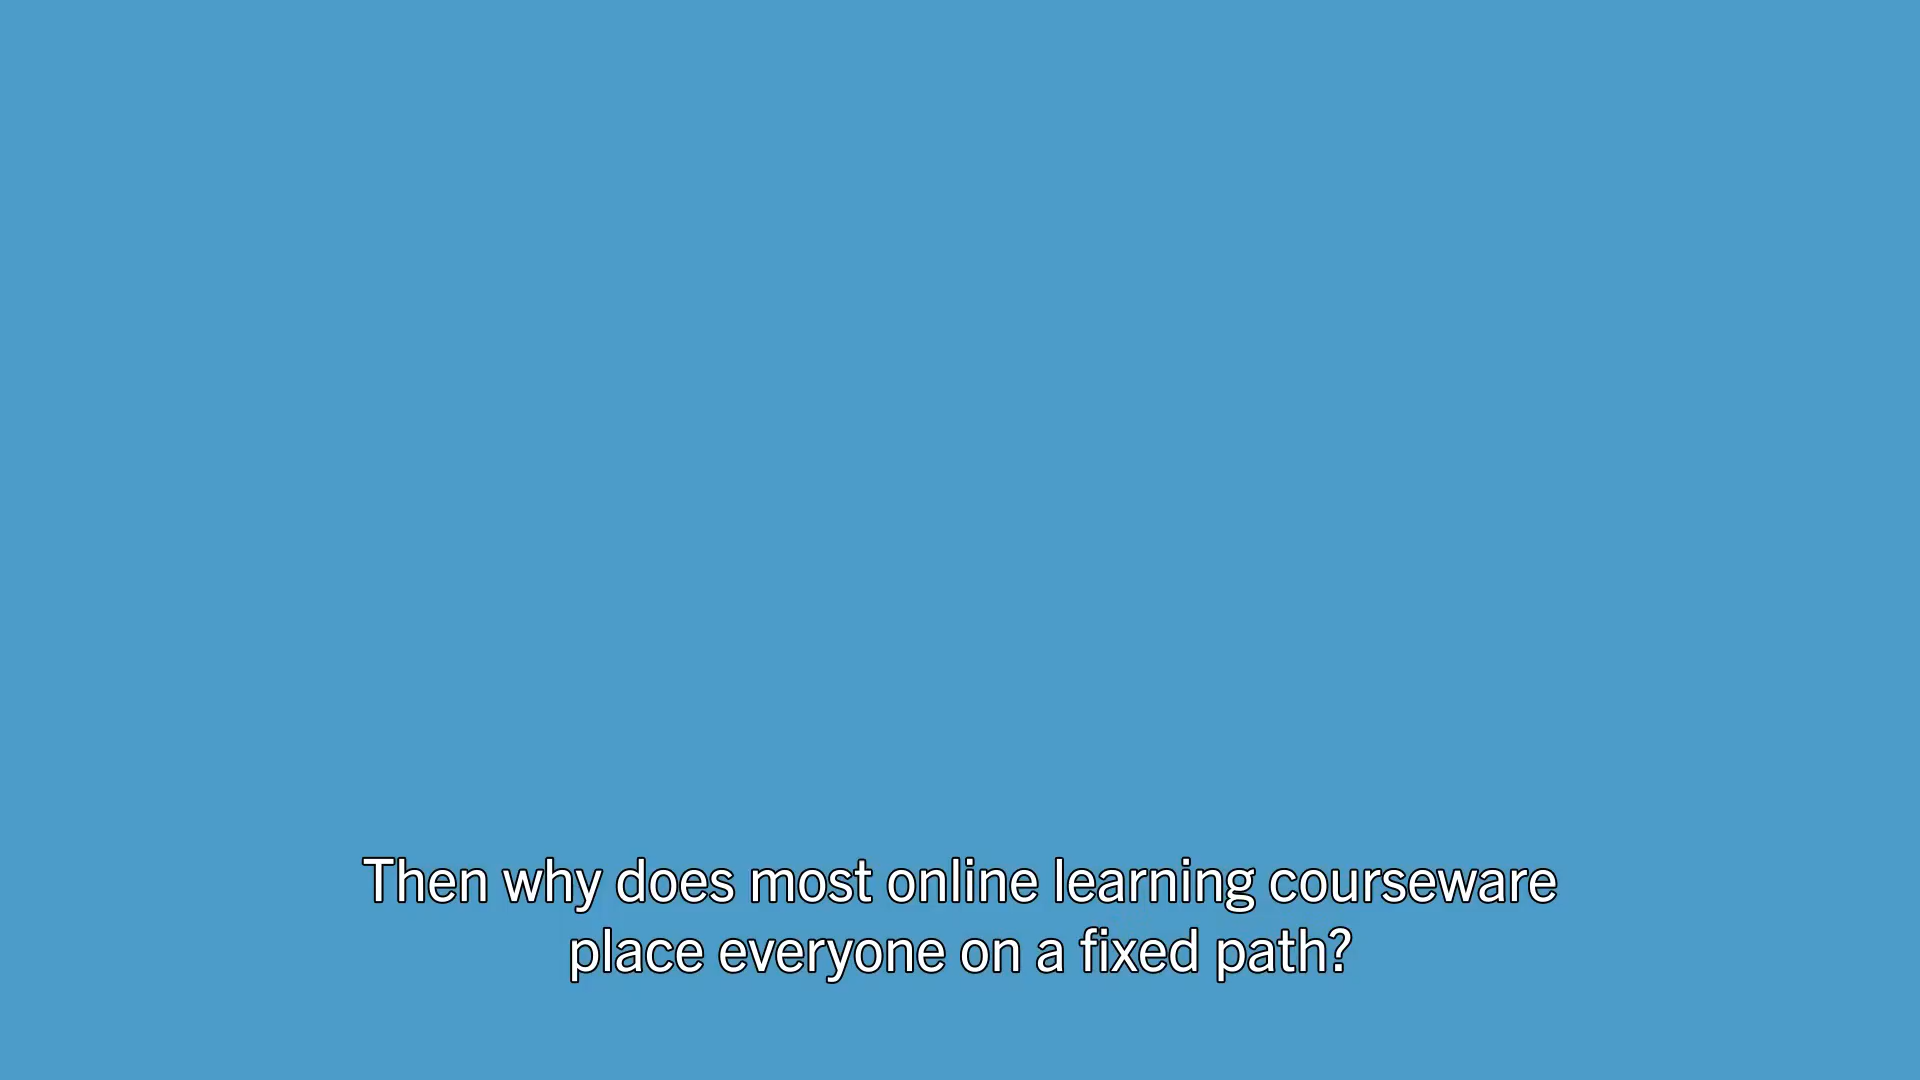 Then why does most online learning courseware
place everyone on a fixed path?